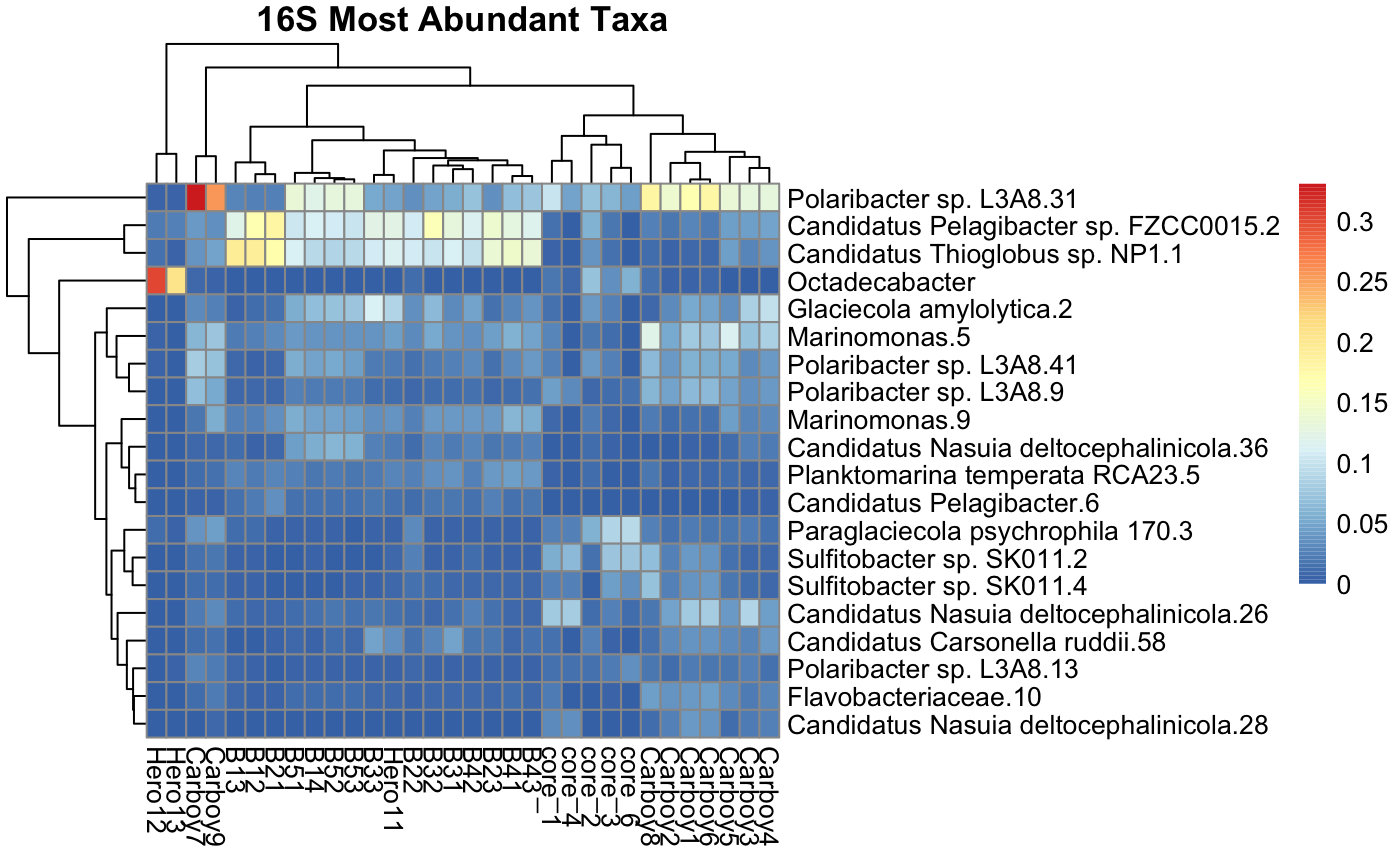 16S Most Abundant Taxa
Polaribacter sp. L3A8.31
Candidatus Pelagibacter sp. FZCC0015.2
Candidatus Thioglobus sp. NP1.1
Octadecabacter
Glaciecola amylolytica.2
Marinomonas.5
Polaribacter sp. L3A8.41
Polaribacter sp. L3A8.9
Marinomonas.9
Candidatus Nasuia deltocephalinicola.36
Planktomarina temperata RCA23.5
Candidatus Pelagibacter.6
Paraglaciecola psychrophila 170.3
Sulfitobacter sp. SK011.2
Sulfitobacter sp. SK011.4
Candidatus Nasuia deltocephalinicola.26
Candidatus Carsonella ruddii.58
Polaribacter sp. L3A8.13
Flavobacteriaceae.10
Candidatus Nasuia deltocephalinicola.28
0.3
0.25
0.2
0.15
0.1
0.05
0
Hero12
Hero13
Carboy7
Carboy9
B13
B12
B21
B51
B14
B52
B53
B33
Hero11
B22
B32
B31
B42
B23
B41
B43
core_1
core_4
core_2
core_3
core_6
Carboy8
Carboy2
Carboy1
Carboy6
Carboy5
Carboy3
Carboy4